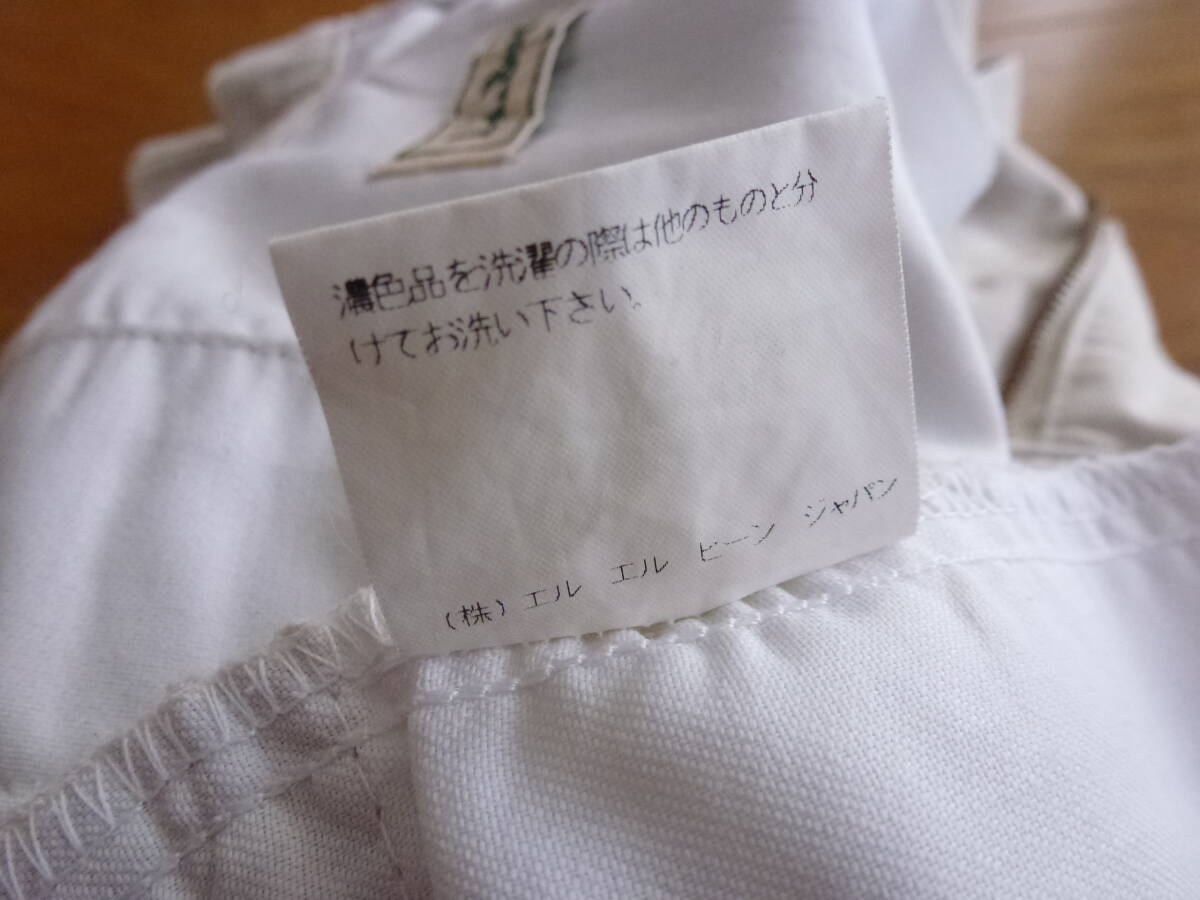 濃色品を洗濯の際は他のものと分
けてお洗い下さい。
(株) エル エル ビーン ジャパン